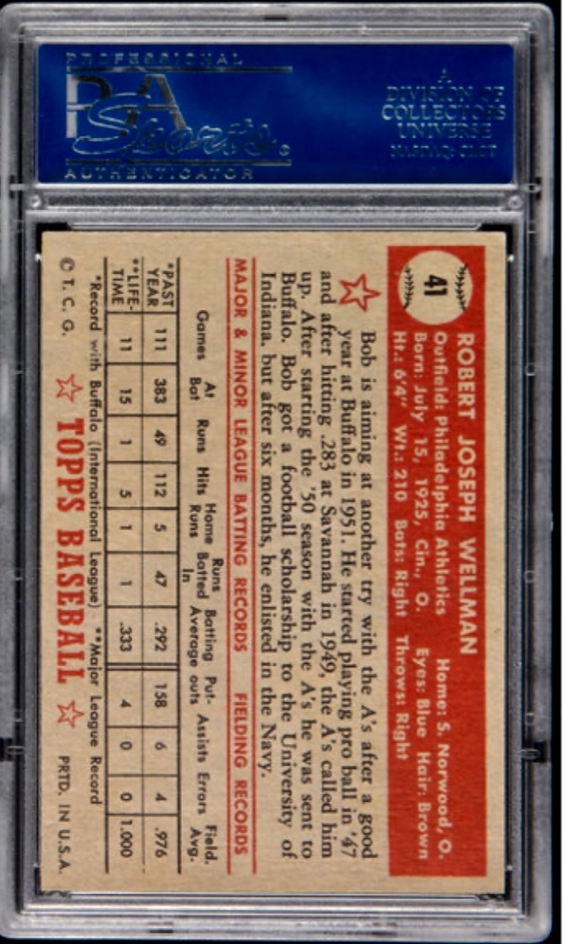 PROFESSIONAL
PSA
Sports
AUTHENTICATOR
A
DIVISION OF
COLLECTORS
UNIVERSE
NASDAQ: CLCT
41
ROBERT JOSEPH WELLMAN
Outfield: Philadelphia Athletics Home: S. Norwood, O.
Born: July 15, 1925, Cin., O. Eyes: Blue Hair: Brown
Ht.: 6'4" Wt.: 210 Bats: Right Throws: Right
Bob is aiming at another try with the A's after a good
year at Buffalo in 1951. He started playing pro ball in '47
and after hitting .283 at Savannah in 1949, the A's called him
up. After starting the '50 season with the A's he was sent to
Buffalo. Bob got a football scholarship to the University of
Indiana, but after six months, he enlisted in the Navy.
MAJOR & MINOR LEAGUE BATTING RECORDS FIELDING RECORDS
Games At Bat Runs Hits Home Runs Runs Batted In Batting Average Put-outs Assists Errors Field. Avg.
*PAST YEAR 111 383 49 112 5 47 .292 158 6 4 .976
**LIFE-TIME 11 15 1 5 1 1 .333 4 0 0 1.000
*Record with Buffalo (International League) **Major League Record
© T. C. G. TOPPS BASEBALL PRTD. IN U.S.A.